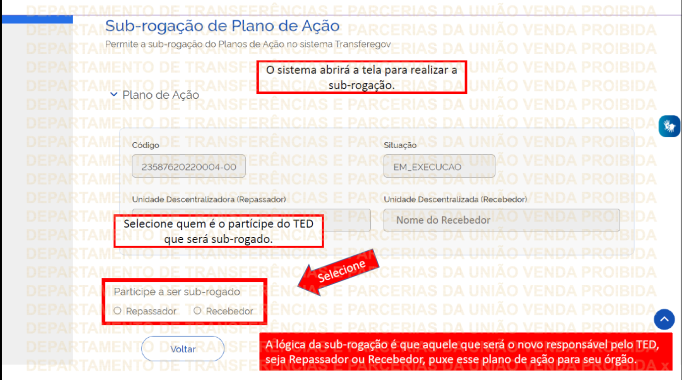 DEPARTAMENTO DE TRANSFERÊNCIAS E PARCERIAS DA UNIÃO VENDA PROIBIDA
Sub-rogação de Plano de Ação
Permite a sub-rogação do Planos de Ação no sistema Transferegov
O sistema abrirá a tela para realizar a
sub-rogação.
Plano de Ação
Código
Situação
23587620220004-00
EM_EXECUCAO
Unidade Descentralizadora (Repassador)
Unidade Descentralizada (Recebedor)
Nome do Recebedor
Selecione quem é o partícipe do TED
que será sub-rogado.
Selecione
Partícipe a ser sub-rogado
Repassador
Recebedor
Voltar
A lógica da sub-rogação é que aquele que será o novo responsável pelo TED,
seja Repassador ou Recebedor, puxe esse plano de ação para seu órgão.